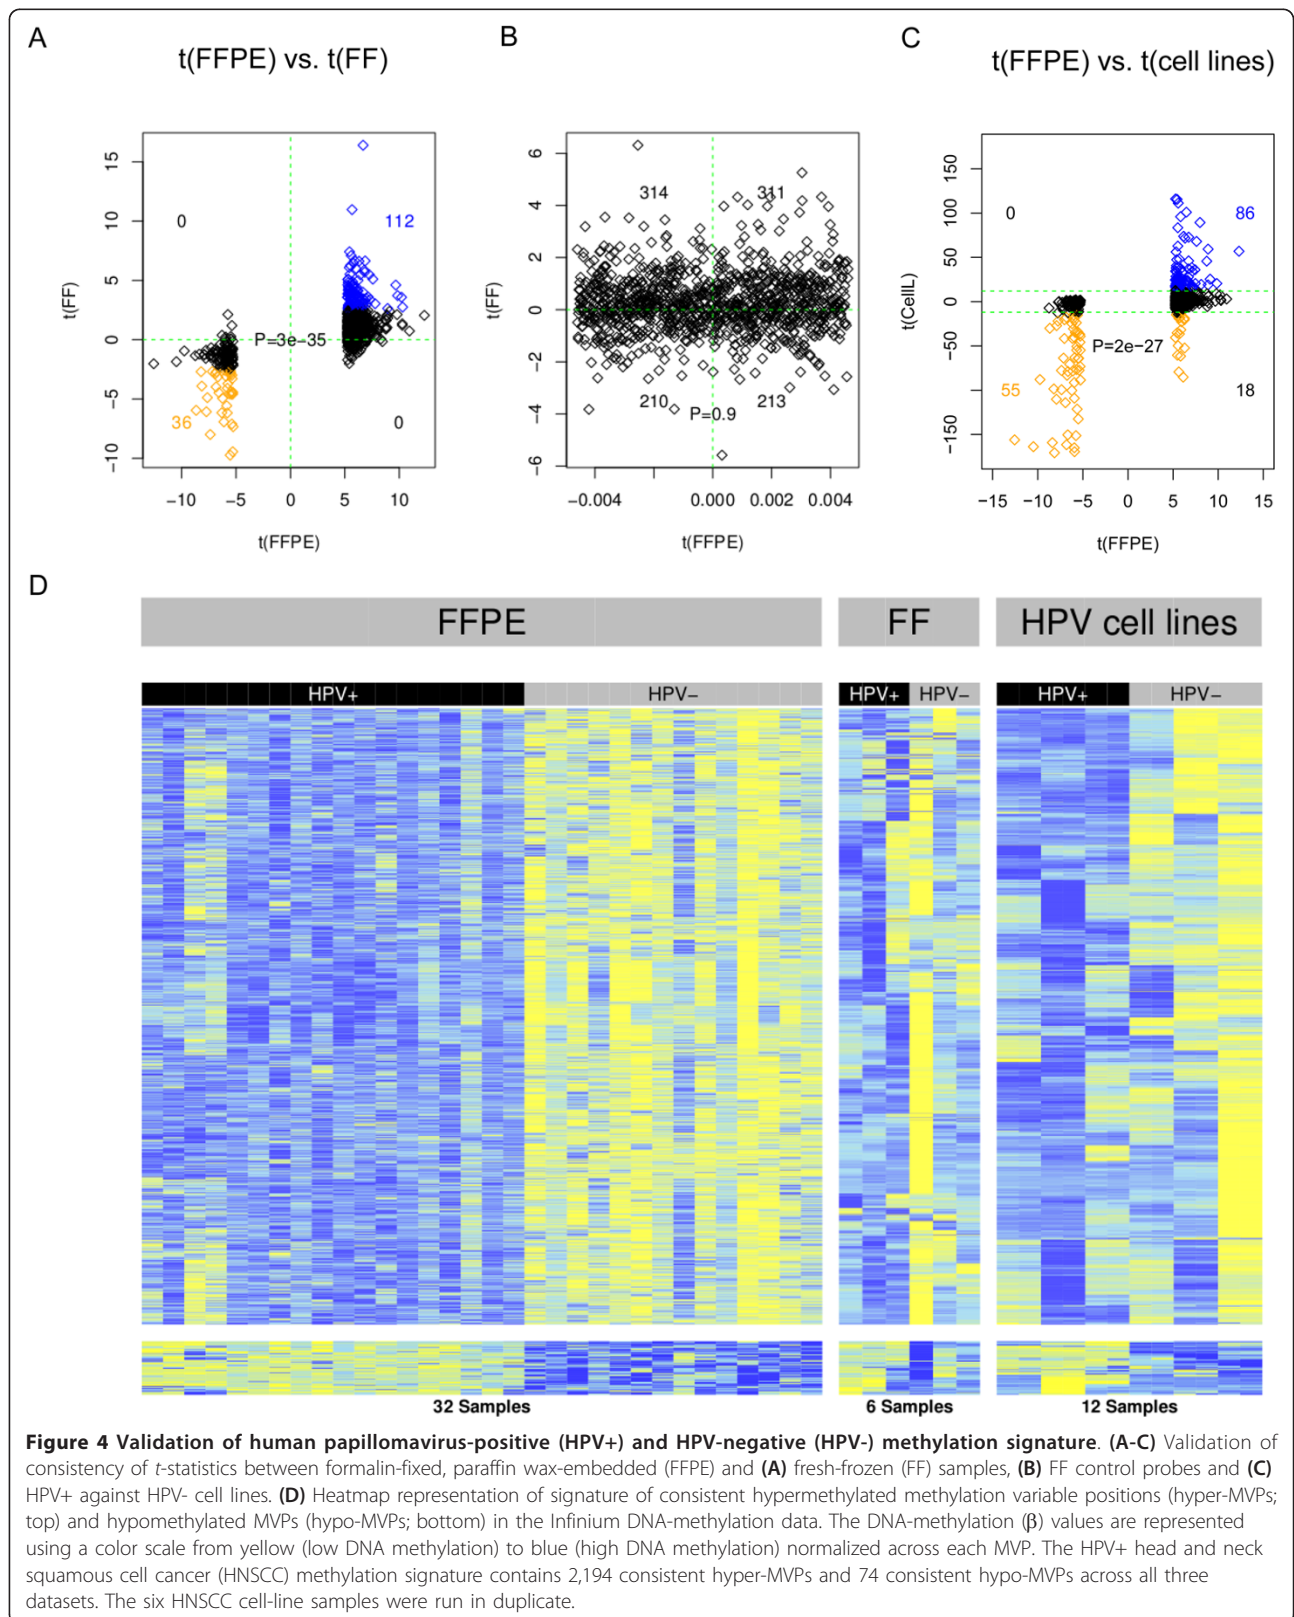 A
t(FFPE) vs. t(FF)
15
10
5
0
−5
−10
t(FF)
0
112
P=3e−35
36
0
−10
−5
0
5
10
t(FFPE)
B
6
4
2
0
−2
−4
−6
t(FF)
314
311
210
213
P=0.9
−0.004
0.000
0.002
0.004
t(FFPE)
C
t(FFPE) vs. t(cell lines)
150
100
50
0
−50
−150
t(CellL)
0
86
P=2e−27
55
18
−15
−10
−5
0
5
10
15
t(FFPE)
D
FFPE
FF
HPV cell lines
HPV+
HPV−
HPV+
HPV−
HPV+
HPV−
32 Samples
6 Samples
12 Samples
Figure 4 Validation of human papillomavirus-positive (HPV+) and HPV-negative (HPV-) methylation signature. (A-C) Validation of
consistency of t-statistics between formalin-fixed, paraffin wax-embedded (FFPE) and (A) fresh-frozen (FF) samples, (B) FF control probes and (C)
HPV+ against HPV- cell lines. (D) Heatmap representation of signature of consistent hypermethylated methylation variable positions (hyper-MVPs;
top) and hypomethylated MVPs (hypo-MVPs; bottom) in the Infinium DNA-methylation data. The DNA-methylation (β) values are represented
using a color scale from yellow (low DNA methylation) to blue (high DNA methylation) normalized across each MVP. The HPV+ head and neck
squamous cell cancer (HNSCC) methylation signature contains 2,194 consistent hyper-MVPs and 74 consistent hypo-MVPs across all three
datasets. The six HNSCC cell-line samples were run in duplicate.